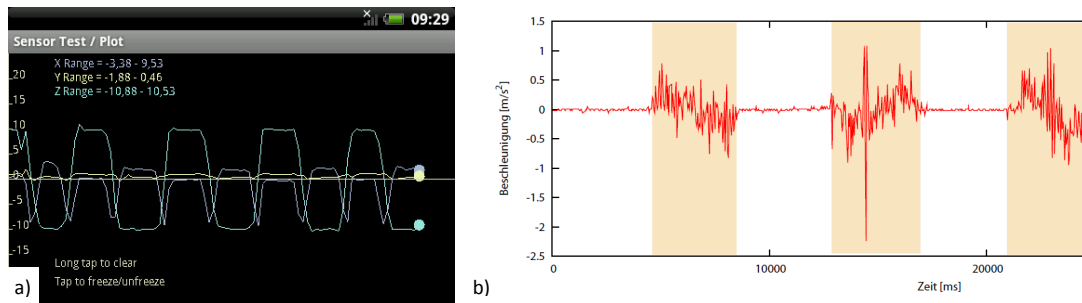 09:29
Sensor Test / Plot
X Range = -3,38 - 9,53
Y Range = -1,88 - 0,46
Z Range = -10,88 - 10,53
20
15
10
5
0
-5
-10
-15
Long tap to clear
Tap to freeze/unfreeze
a)
b)
Beschleunigung [m/s²]
1.5
1
0.5
0
-0.5
-1
-1.5
-2
-2.5
0 10000 20000
Zeit [ms]